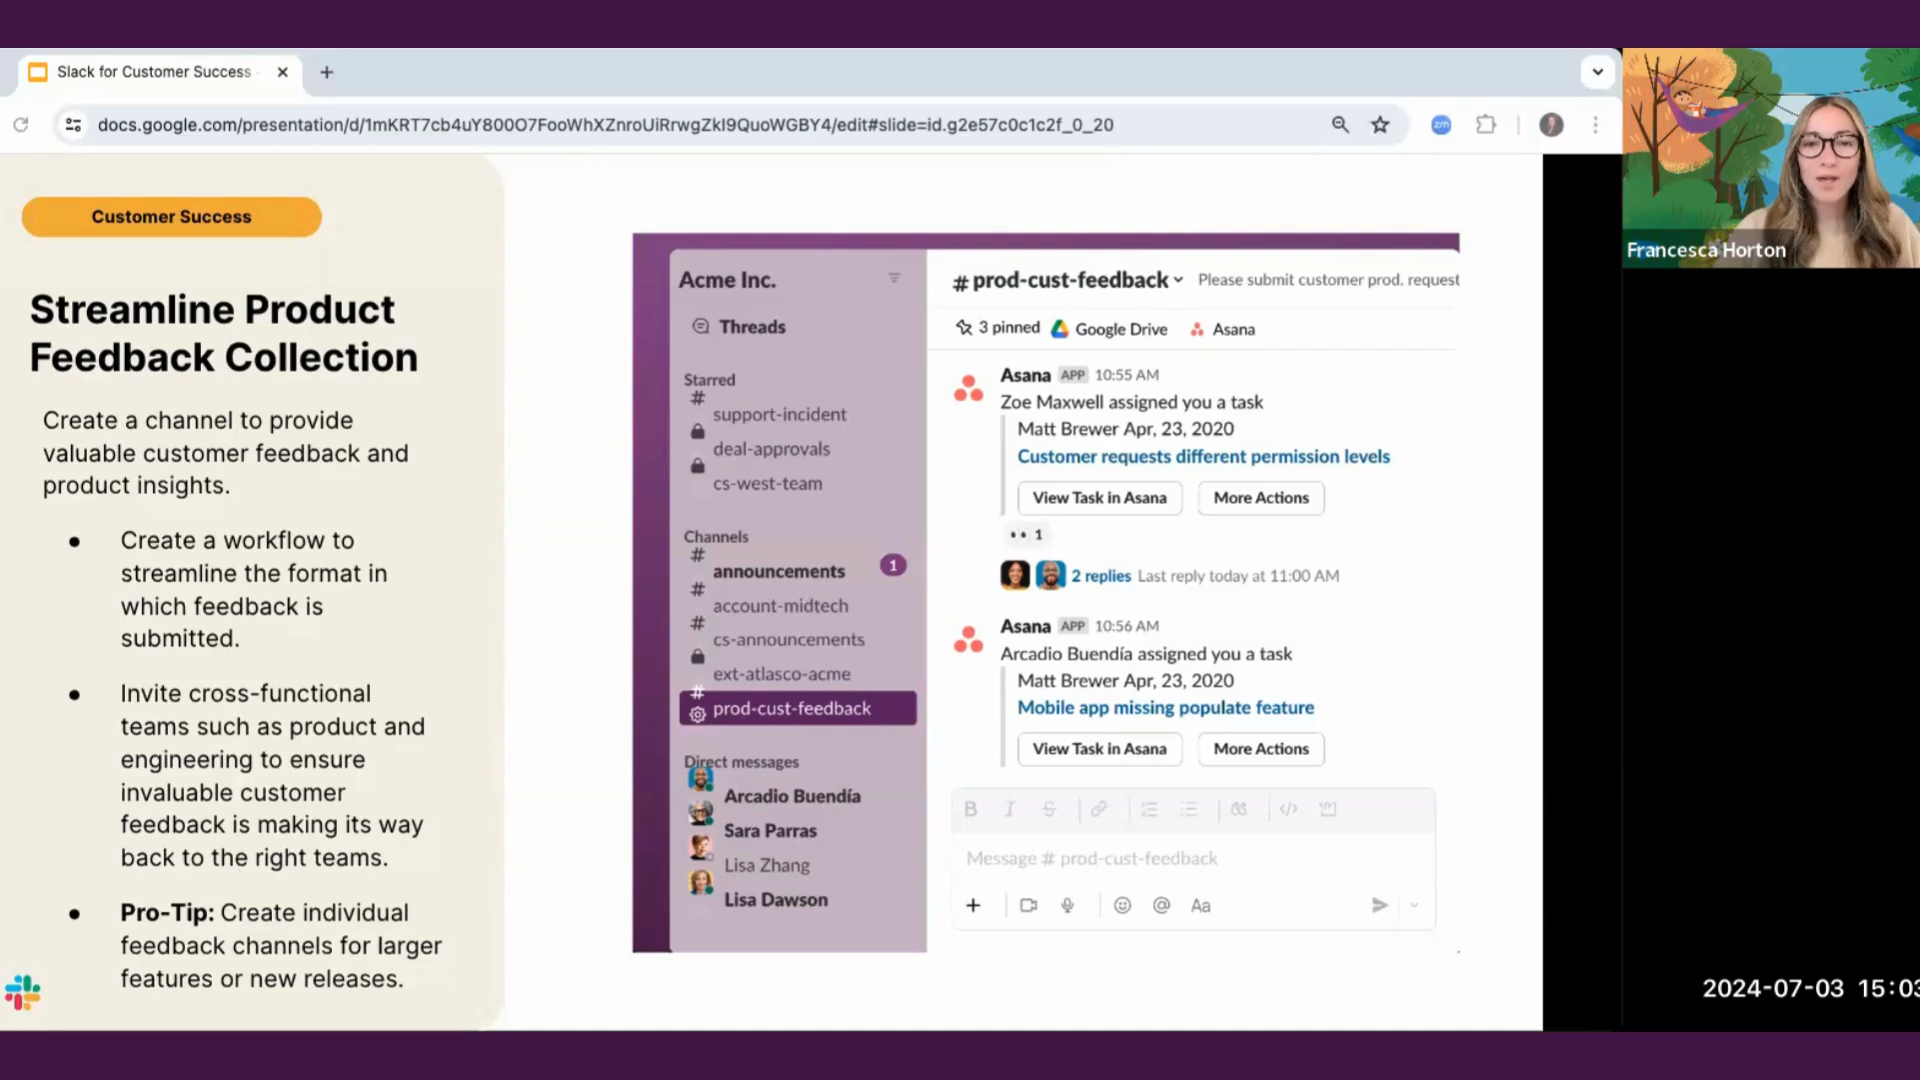 Slack for Customer Success
docs.google.com/presentation/d/1mKRT7cb4uY800O7FooWhXZnroUiRrwgZkI9QuoWGBY4/edit#slide=id.g2e57c0c1c2f_0_20
zm
Francesca Horton
Customer Success
Streamline Product
Feedback Collection
Create a channel to provide
valuable customer feedback and
product insights.
● Create a workflow to
streamline the format in
which feedback is
submitted.
● Invite cross-functional
teams such as product and
engineering to ensure
invaluable customer
feedback is making its way
back to the right teams.
● Pro-Tip: Create individual
feedback channels for larger
features or new releases.
Acme Inc.
Threads
Starred
# support-incident
deal-approvals
cs-west-team
Channels
# announcements 1
# account-midtech
# cs-announcements
ext-atlasco-acme
# prod-cust-feedback
Direct messages
Arcadio Buendía
Sara Parras
Lisa Zhang
Lisa Dawson
# prod-cust-feedback Please submit customer prod. request
3 pinned Google Drive Asana
Asana APP 10:55 AM
Zoe Maxwell assigned you a task
Matt Brewer Apr, 23, 2020
Customer requests different permission levels
View Task in Asana More Actions
1
2 replies Last reply today at 11:00 AM
Asana APP 10:56 AM
Arcadio Buendía assigned you a task
Matt Brewer Apr, 23, 2020
Mobile app missing populate feature
View Task in Asana More Actions
B I S
Message # prod-cust-feedback
+ @ Aa
2024-07-03 15:03